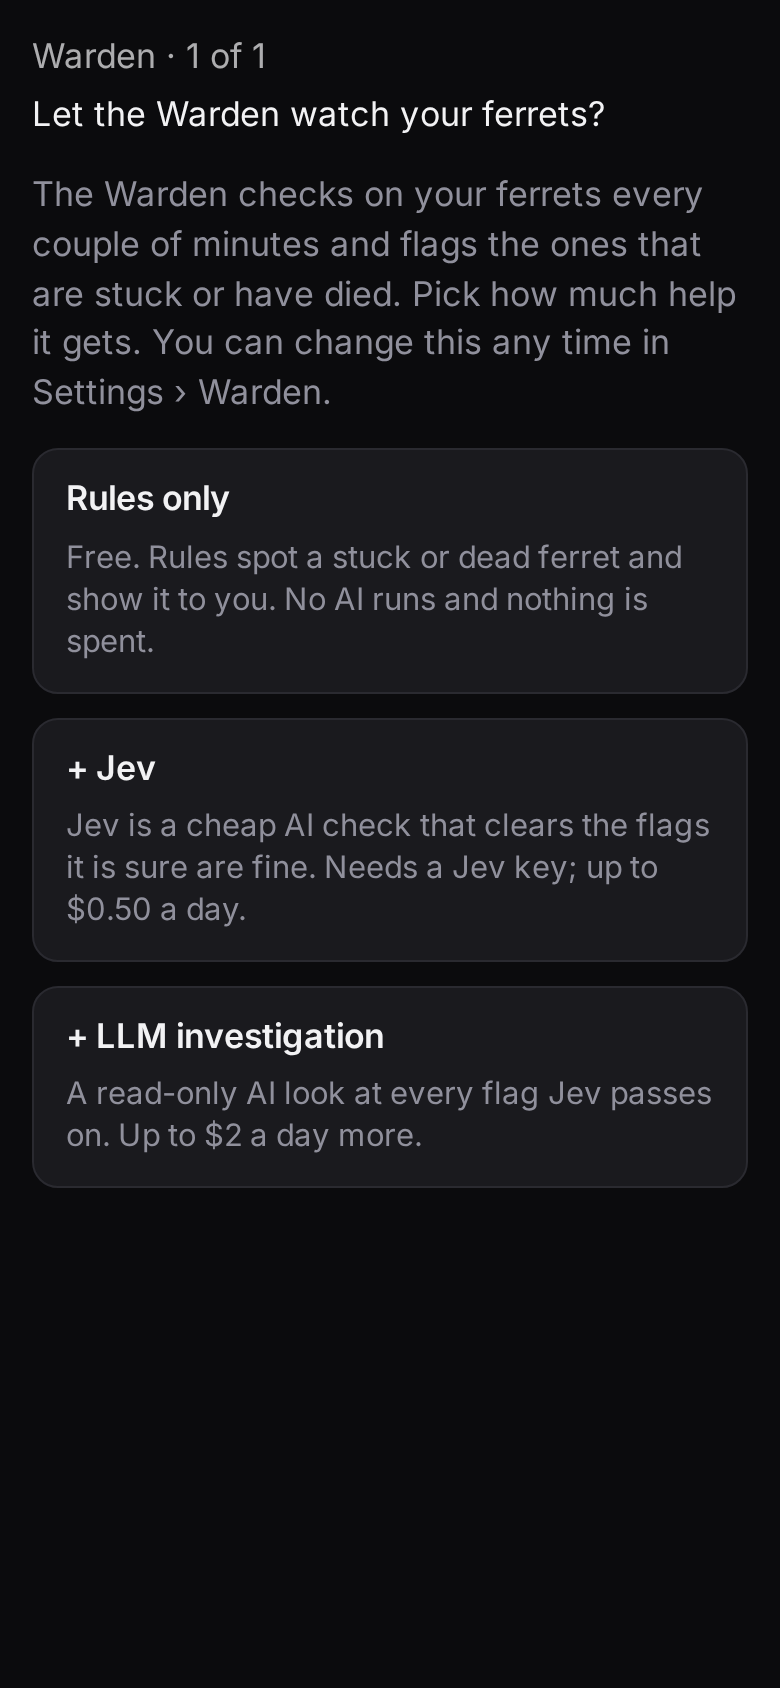 Warden · 1 of 1
Let the Warden watch your ferrets?
The Warden checks on your ferrets every
couple of minutes and flags the ones that
are stuck or have died. Pick how much help
it gets. You can change this any time in
Settings › Warden.
Rules only
Free. Rules spot a stuck or dead ferret and
show it to you. No AI runs and nothing is
spent.
+ Jev
Jev is a cheap AI check that clears the flags
it is sure are fine. Needs a Jev key; up to
$0.50 a day.
+ LLM investigation
A read-only AI look at every flag Jev passes
on. Up to $2 a day more.